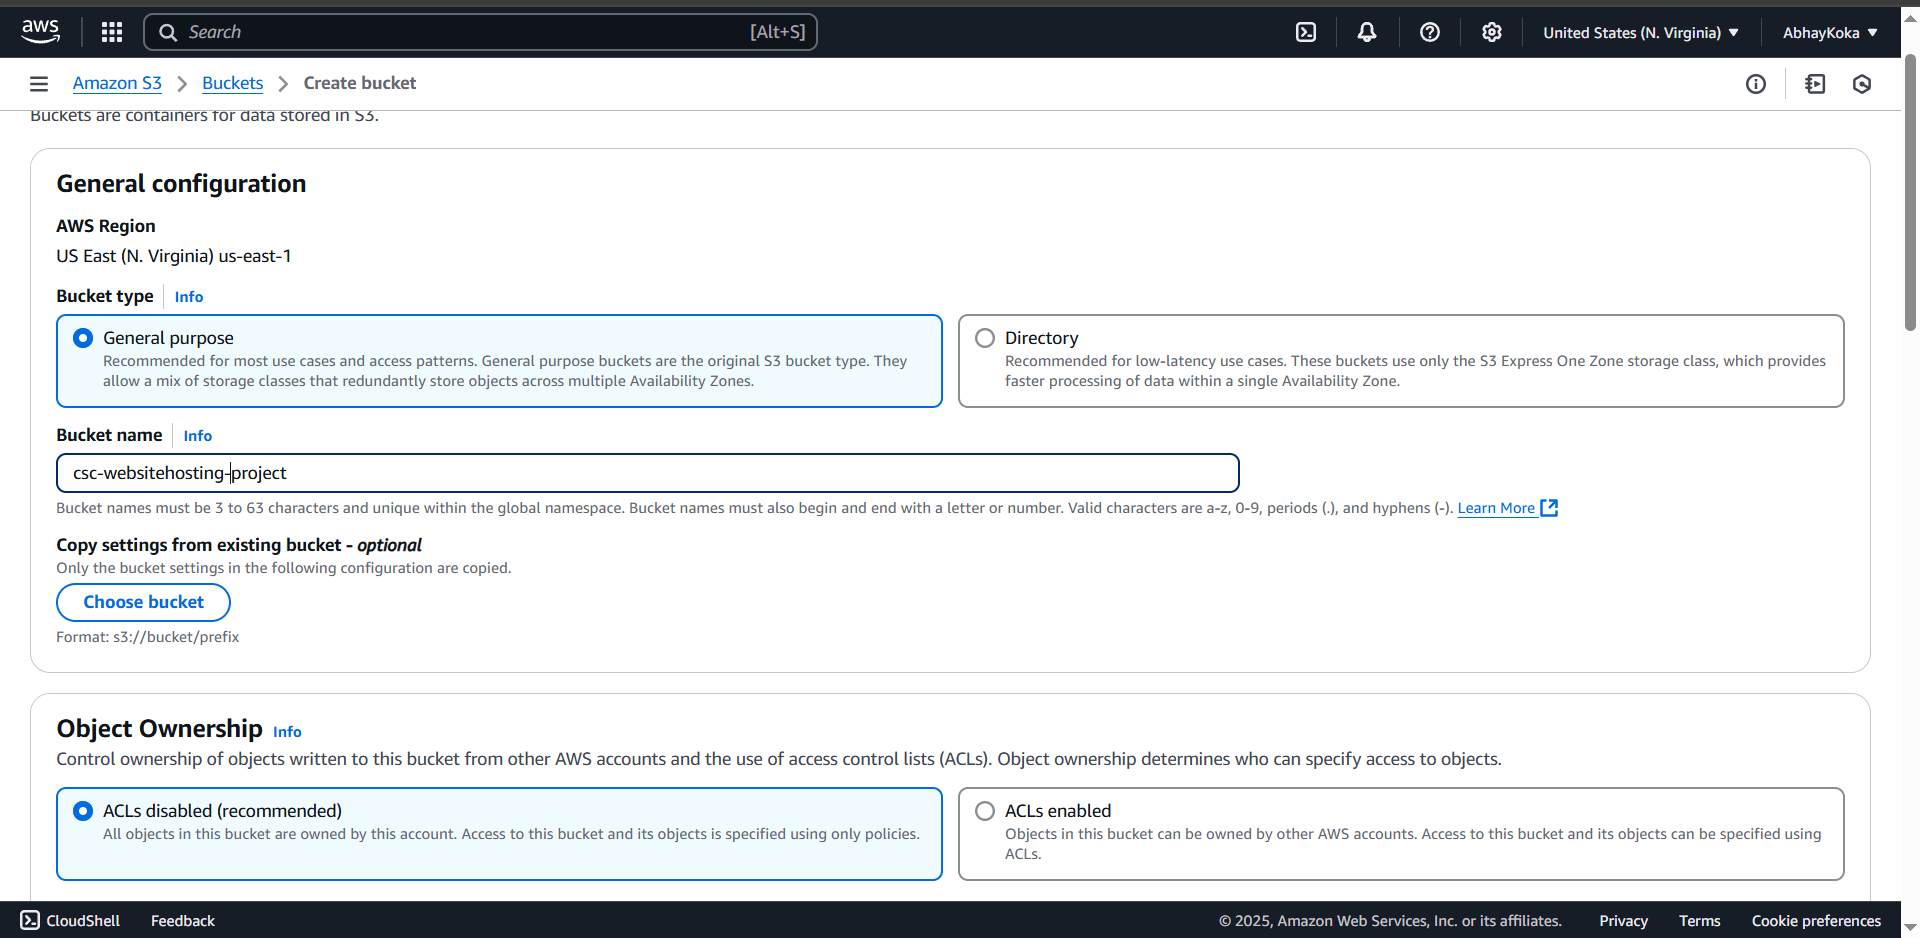 aws
Search [Alt+S]
United States (N. Virginia)
AbhayKoka
Amazon S3 > Buckets > Create bucket
Buckets are containers for data stored in S3.
General configuration
AWS Region
US East (N. Virginia) us-east-1
Bucket type Info
General purpose
Recommended for most use cases and access patterns. General purpose buckets are the original S3 bucket type. They
allow a mix of storage classes that redundantly store objects across multiple Availability Zones.
Directory
Recommended for low-latency use cases. These buckets use only the S3 Express One Zone storage class, which provides
faster processing of data within a single Availability Zone.
Bucket name Info
csc-websitehosting-project
Bucket names must be 3 to 63 characters and unique within the global namespace. Bucket names must also begin and end with a letter or number. Valid characters are a-z, 0-9, periods (.), and hyphens (-). Learn More
Copy settings from existing bucket - optional
Only the bucket settings in the following configuration are copied.
Choose bucket
Format: s3://bucket/prefix
Object Ownership Info
Control ownership of objects written to this bucket from other AWS accounts and the use of access control lists (ACLs). Object ownership determines who can specify access to objects.
ACLs disabled (recommended)
All objects in this bucket are owned by this account. Access to this bucket and its objects is specified using only policies.
ACLs enabled
Objects in this bucket can be owned by other AWS accounts. Access to this bucket and its objects can be specified using
ACLs.
CloudShell Feedback
© 2025, Amazon Web Services, Inc. or its affiliates. Privacy Terms Cookie preferences